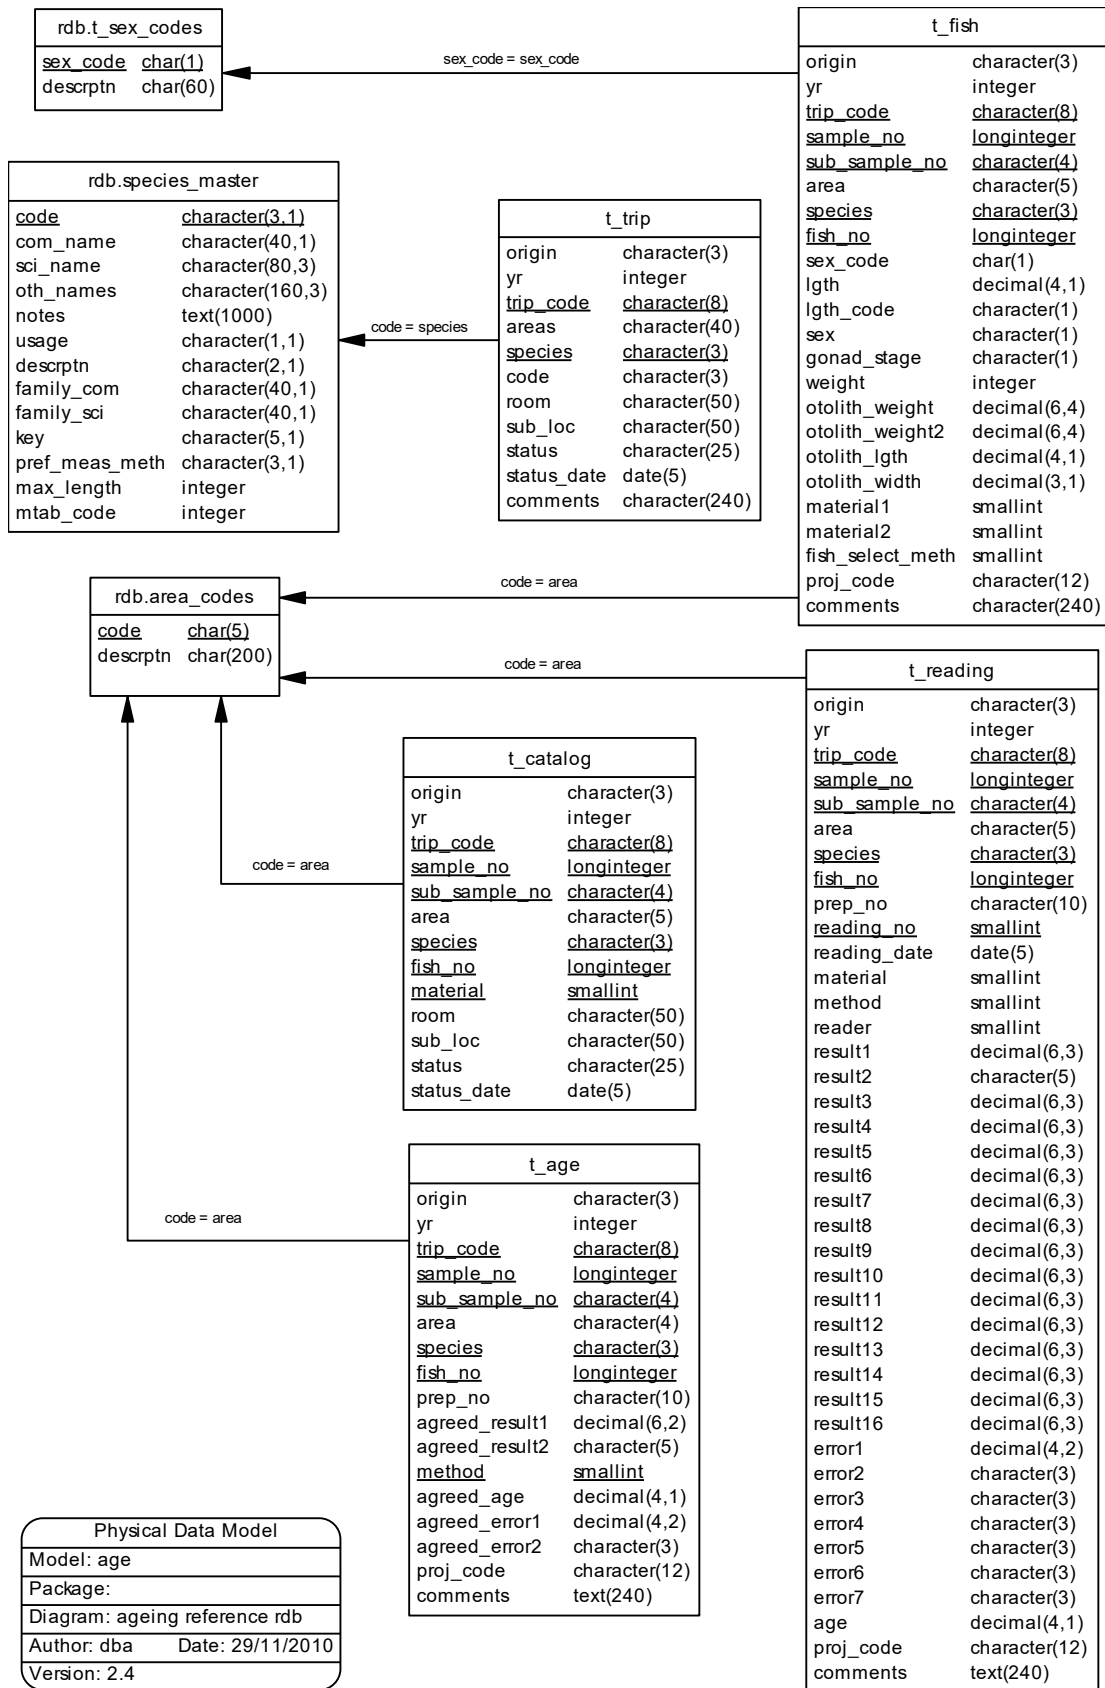 rdb.t_sex_codes
sex_code char(1)
descrptn char(60)
sex_code = sex_code
t_fish
origin character(3)
yr integer
trip_code character(8)
sample_no longinteger
sub_sample_no character(4)
area character(5)
species character(3)
fish_no longinteger
sex_code char(1)
lgth decimal(4,1)
lgth_code character(1)
sex character(1)
gonad_stage character(1)
weight integer
otolith_weight decimal(6,4)
otolith_weight2 decimal(6,4)
otolith_lgth decimal(4,1)
otolith_width decimal(3,1)
material1 smallint
material2 smallint
fish_select_meth smallint
proj_code character(12)
comments character(240)
rdb.species_master
code character(3,1)
com_name character(40,1)
sci_name character(80,3)
oth_names character(160,3)
notes text(1000)
usage character(1,1)
descrptn character(2,1)
family_com character(40,1)
family_sci character(40,1)
key character(5,1)
pref_meas_meth character(3,1)
max_length integer
mtab_code integer
code = species
t_trip
origin character(3)
yr integer
trip_code character(8)
areas character(40)
species character(3)
code character(3)
room character(50)
sub_loc character(50)
status character(25)
status_date date(5)
comments character(240)
rdb.area_codes
code char(5)
descrptn char(200)
code = area
code = area
t_reading
origin character(3)
yr integer
trip_code character(8)
sample_no longinteger
sub_sample_no character(4)
area character(5)
species character(3)
fish_no longinteger
prep_no character(10)
reading_no smallint
reading_date date(5)
material smallint
method smallint
reader smallint
result1 decimal(6,3)
result2 character(5)
result3 decimal(6,3)
result4 decimal(6,3)
result5 decimal(6,3)
result6 decimal(6,3)
result7 decimal(6,3)
result8 decimal(6,3)
result9 decimal(6,3)
result10 decimal(6,3)
result11 decimal(6,3)
result12 decimal(6,3)
result13 decimal(6,3)
result14 decimal(6,3)
result15 decimal(6,3)
result16 decimal(6,3)
error1 decimal(4,2)
error2 character(3)
error3 character(3)
error4 character(3)
error5 character(3)
error6 character(3)
error7 character(3)
age decimal(4,1)
proj_code character(12)
comments text(240)
code = area
t_catalog
origin character(3)
yr integer
trip_code character(8)
sample_no longinteger
sub_sample_no character(4)
area character(5)
species character(3)
fish_no longinteger
material smallint
room character(50)
sub_loc character(50)
status character(25)
status_date date(5)
code = area
t_age
origin character(3)
yr integer
trip_code character(8)
sample_no longinteger
sub_sample_no character(4)
area character(4)
species character(3)
fish_no longinteger
prep_no character(10)
agreed_result1 decimal(6,2)
agreed_result2 character(5)
method smallint
agreed_age decimal(4,1)
agreed_error1 decimal(4,2)
agreed_error2 character(3)
proj_code character(12)
comments text(240)
Physical Data Model
Model: age
Package:
Diagram: ageing reference rdb
Author: dba Date: 29/11/2010
Version: 2.4